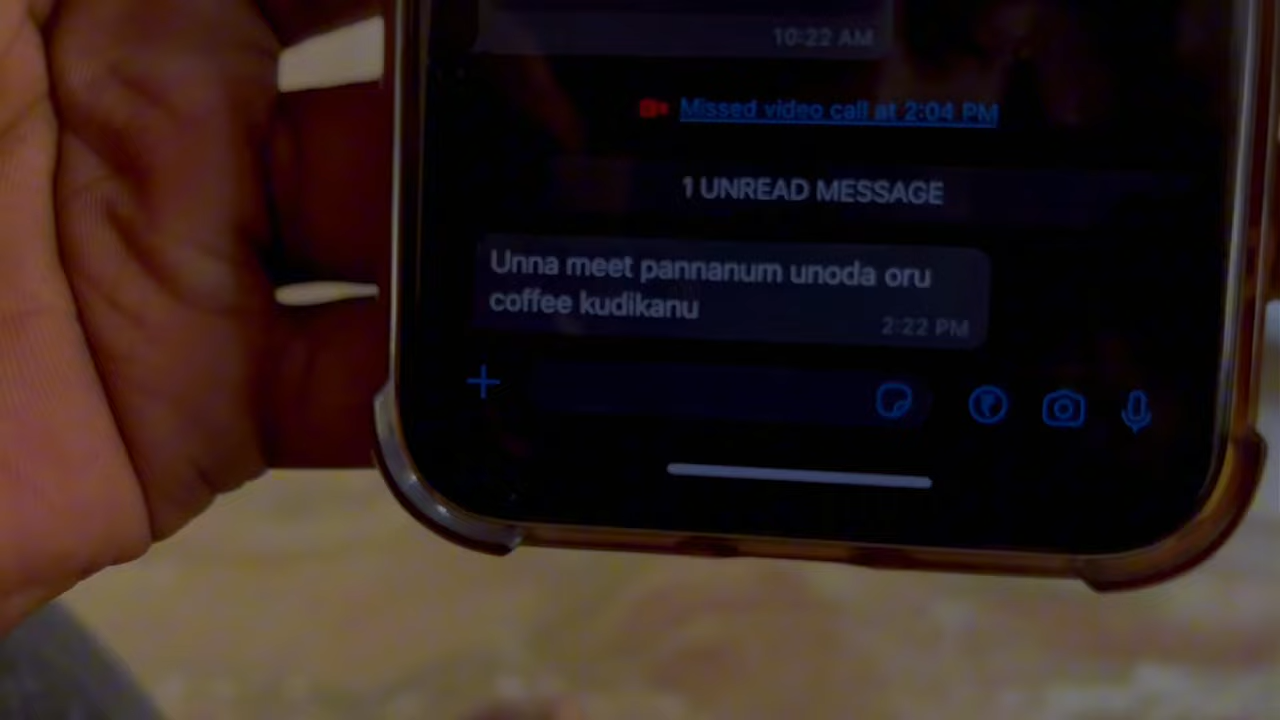 10:22 AM
Missed video call at 2:04 PM
1 UNREAD MESSAGE
Unna meet pannanum unoda oru
coffee kudikanu
2:22 PM